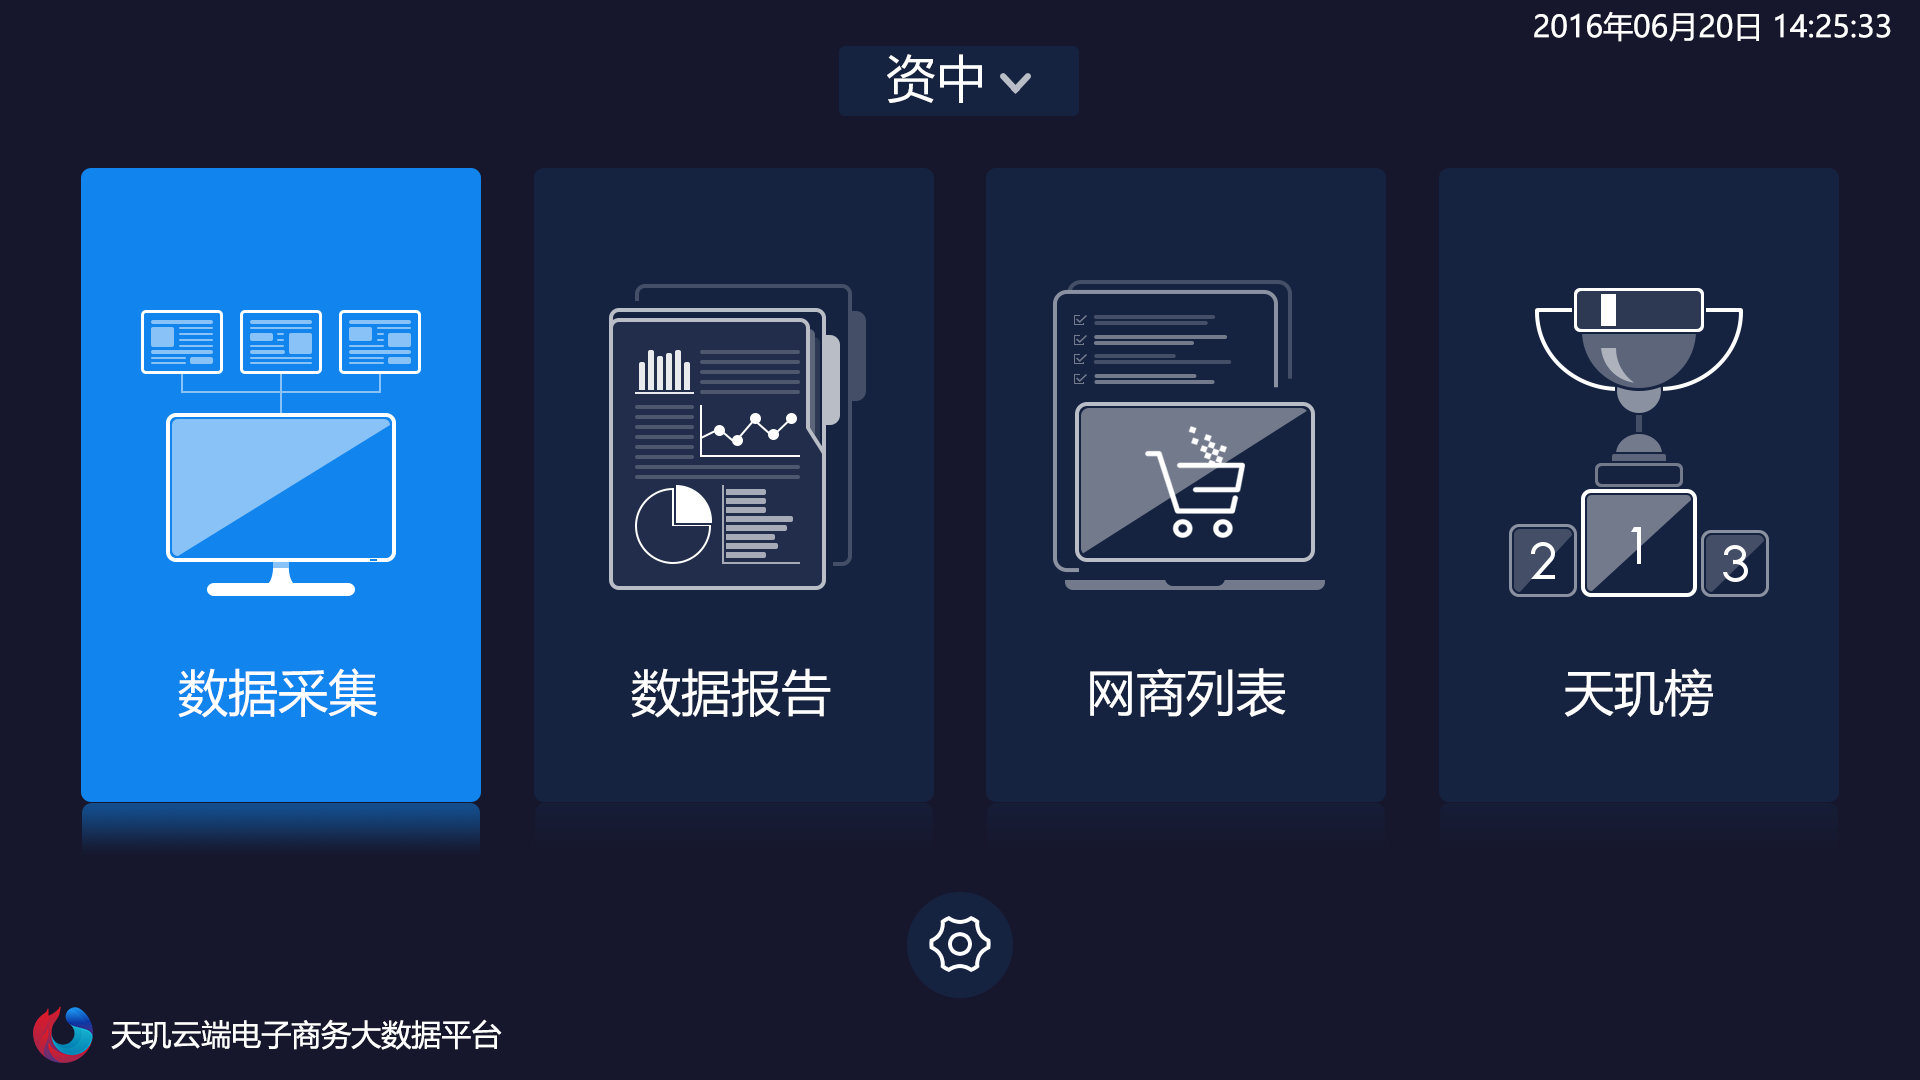 2016年06月20日 14:25:33
资中
数据采集
数据报告
网商列表
天玑榜
2
1
3
天玑云端电子商务大数据平台